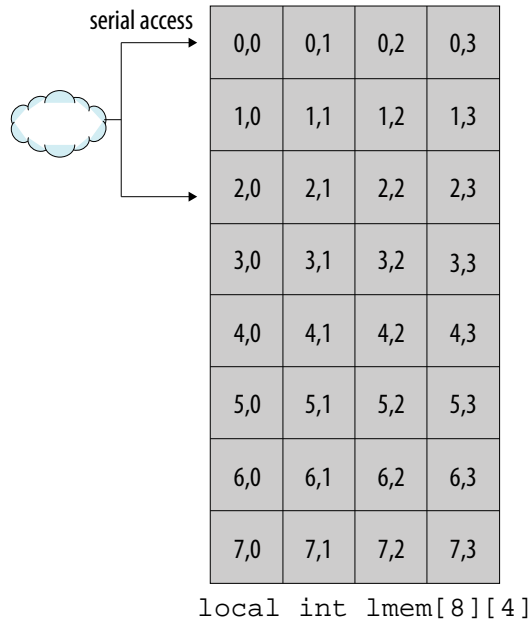 serial access
0,0 0,1 0,2 0,3
1,0 1,1 1,2 1,3
2,0 2,1 2,2 2,3
3,0 3,1 3,2 3,3
4,0 4,1 4,2 4,3
5,0 5,1 5,2 5,3
6,0 6,1 6,2 6,3
7,0 7,1 7,2 7,3
local int lmem[8][4]